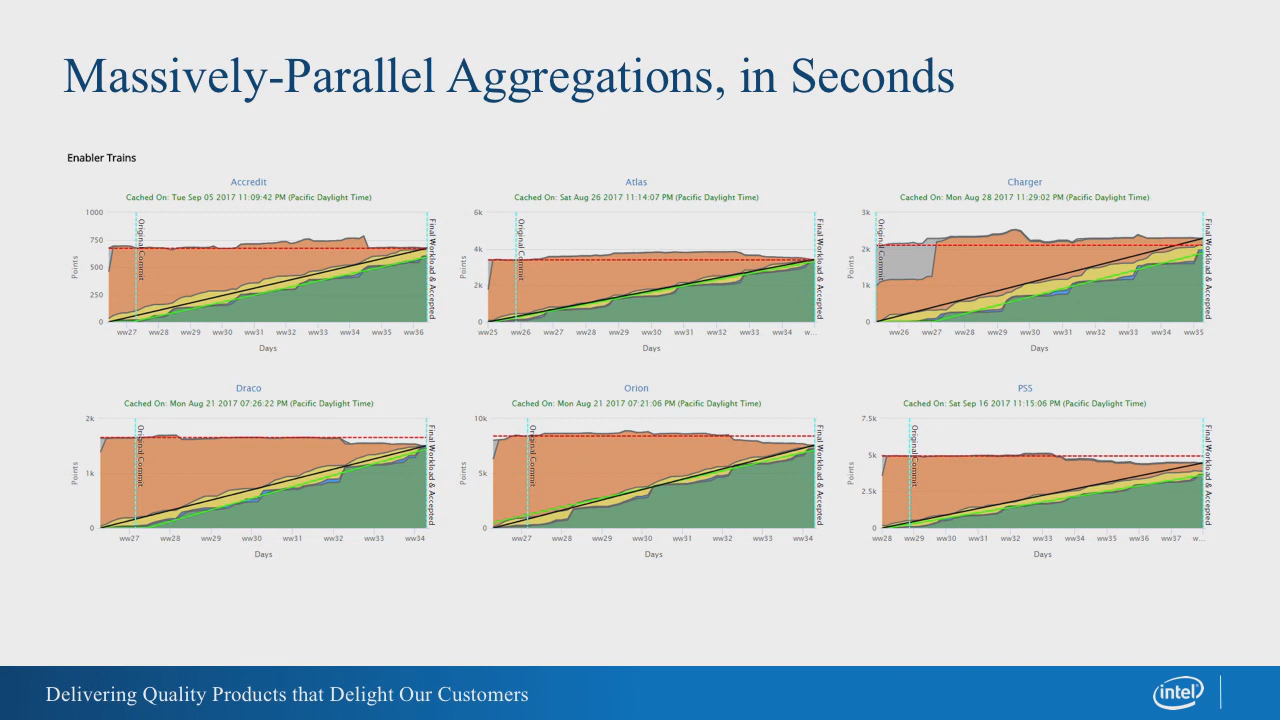 Massively-Parallel Aggregations, in Seconds
Enabler Trains
Accredit
Cached On: Tue Sep 05 2017 11:09:42 PM (Pacific Daylight Time)
1000
750
500
250
0
Points
Original Commit
Final Workload & Accepted
ww27 ww28 ww29 ww30 ww31 ww32 ww33 ww34 ww35 ww36
Days
Atlas
Cached On: Sat Aug 26 2017 11:14:07 PM (Pacific Daylight Time)
6k
4k
2k
0
Points
Original Commit
Final Workload & Accepted
ww25 ww26 ww27 ww28 ww29 ww30 ww31 ww32 ww33 ww34 w...
Days
Charger
Cached On: Mon Aug 28 2017 11:29:02 PM (Pacific Daylight Time)
3k
2k
1k
0
Points
Original Commit
Final Workload & Accepted
ww26 ww27 ww28 ww29 ww30 ww31 ww32 ww33 ww34 ww35
Days
Draco
Cached On: Mon Aug 21 2017 07:26:22 PM (Pacific Daylight Time)
2k
1k
0
Points
Original Commit
Final Workload & Accepted
ww27 ww28 ww29 ww30 ww31 ww32 ww33 ww34
Days
Orion
Cached On: Mon Aug 21 2017 07:21:06 PM (Pacific Daylight Time)
10k
5k
0
Points
Original Commit
Final Workload & Accepted
ww27 ww28 ww29 ww30 ww31 ww32 ww33 ww34
Days
PSS
Cached On: Sat Sep 16 2017 11:15:06 PM (Pacific Daylight Time)
7.5k
5k
2.5k
0
Points
Original Commit
Final Workload & Accepted
ww28 ww29 ww30 ww31 ww32 ww33 ww34 ww35 ww36 ww37 w...
Days
Delivering Quality Products that Delight Our Customers
intel